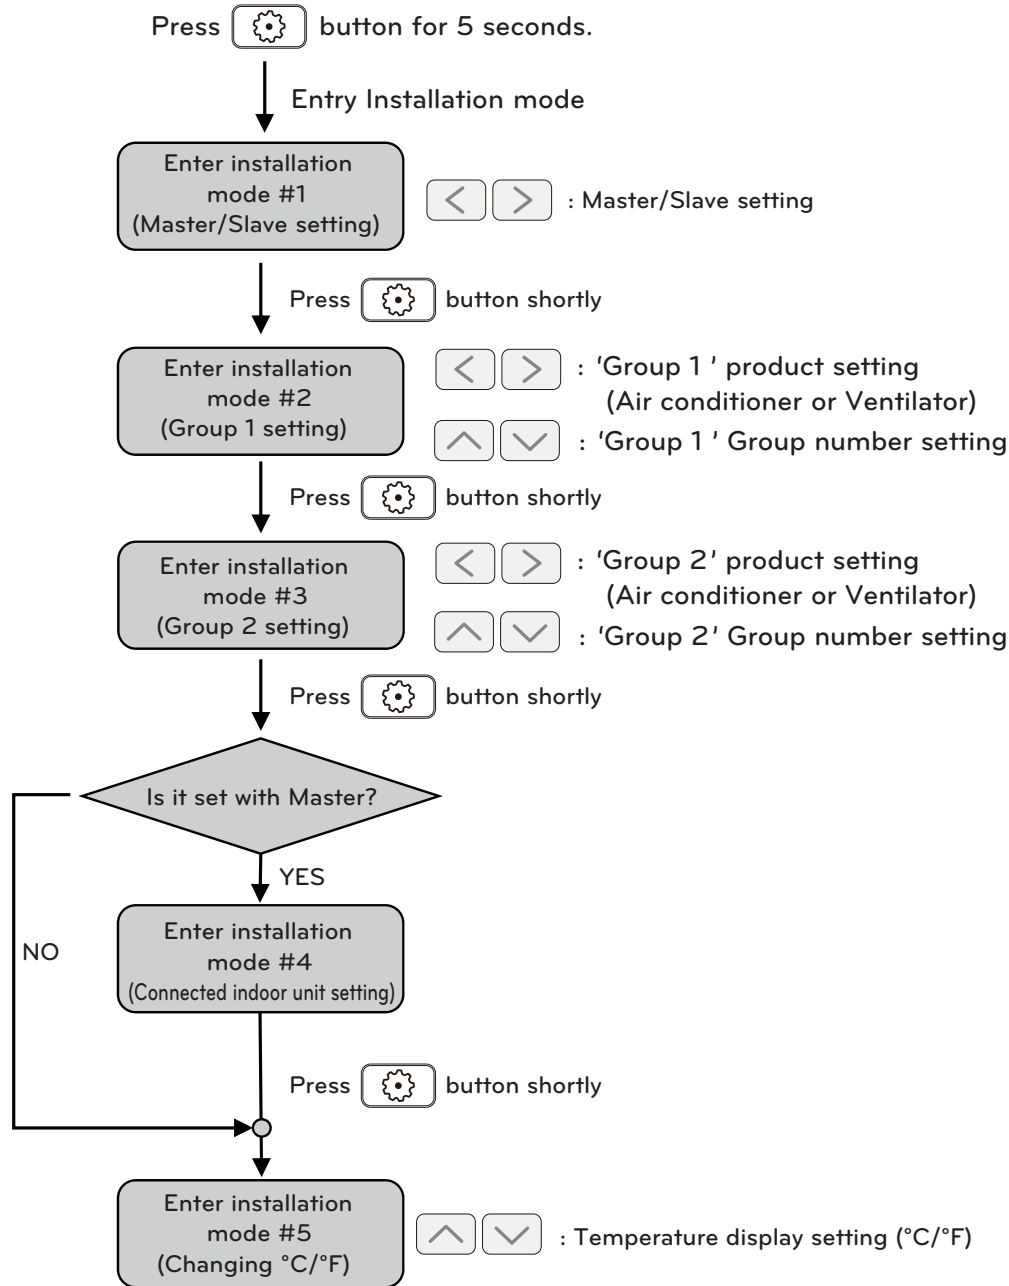 Press button for 5 seconds.
Entry Installation mode
Enter installation
mode #1
(Master/Slave setting)
: Master/Slave setting
Press button shortly
Enter installation
mode #2
(Group 1 setting)
: 'Group 1 ' product setting
(Air conditioner or Ventilator)
: 'Group 1 ' Group number setting
Press button shortly
Enter installation
mode #3
(Group 2 setting)
: 'Group 2' product setting
(Air conditioner or Ventilator)
: 'Group 2' Group number setting
Press button shortly
Is it set with Master?
YES
NO
Enter installation
mode #4
(Connected indoor unit setting)
Press button shortly
Enter installation
mode #5
(Changing °C/°F)
: Temperature display setting (°C/°F)